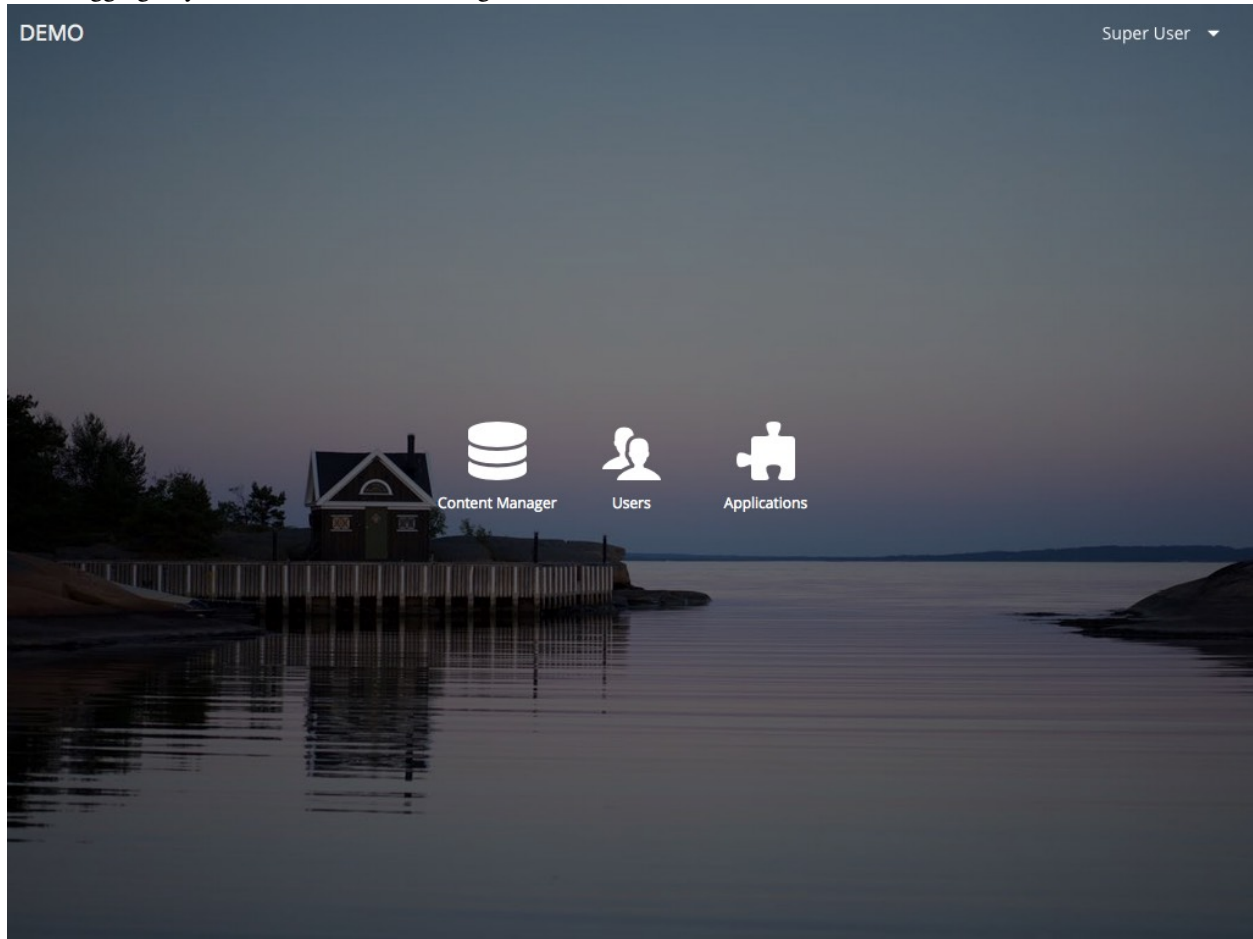 DEMO
Super User
Content Manager
Users
Applications